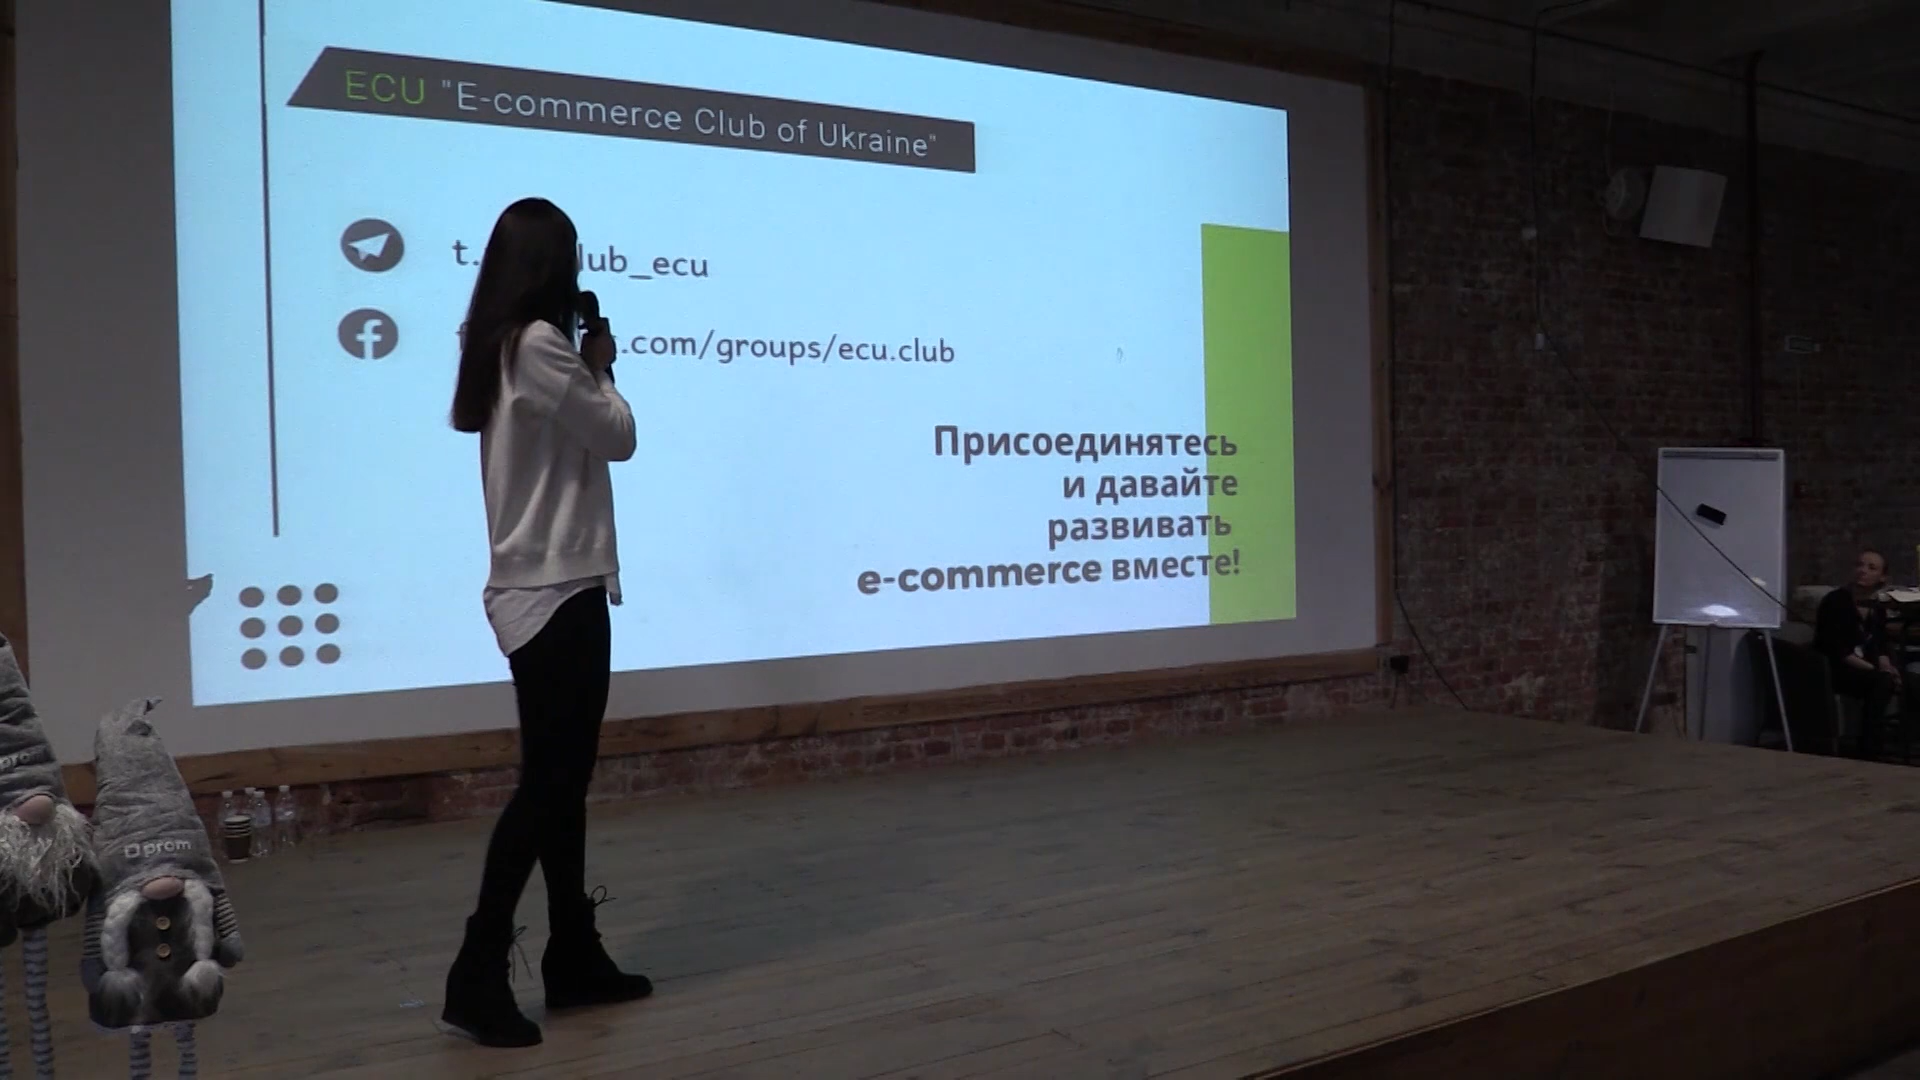 ECU "E-commerce Club of Ukraine"
lub_ecu
.com/groups/ecu.club
Присоединятесь
и давайте
развивать
e-commerce вместе!
prom